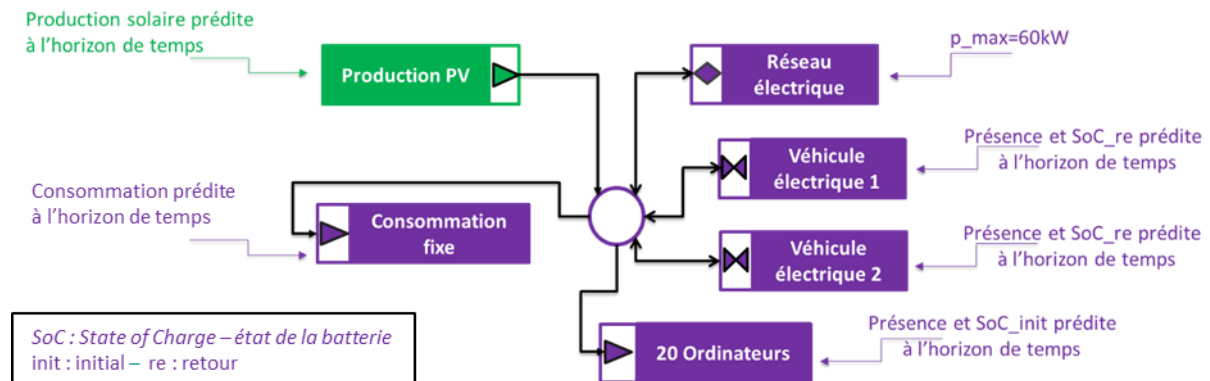 Production solaire prédite
à l'horizon de temps
Production PV
Réseau
électrique
p_max=60kW
Présence et SoC_re prédite
à l'horizon de temps
Véhicule
électrique 1
Consommation prédite
à l'horizon de temps
Consommation
fixe
Présence et SoC_re prédite
à l'horizon de temps
Véhicule
électrique 2
Présence et SoC_init prédite
à l'horizon de temps
20 Ordinateurs
SoC : State of Charge – état de la batterie
init : initial – re : retour